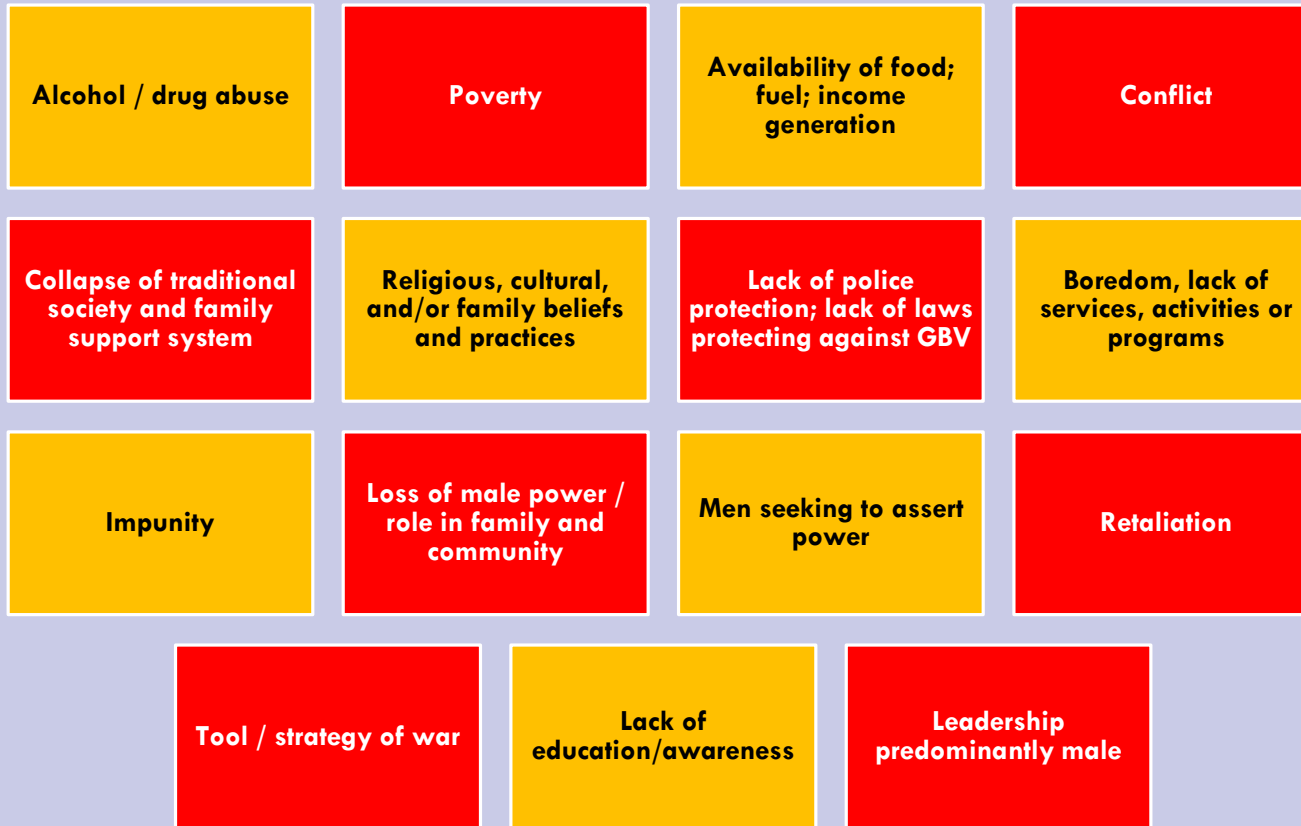 Alcohol / drug abuse
Poverty
Availability of food;
fuel; income
generation
Conflict
Collapse of traditional
society and family
support system
Religious, cultural,
and/or family beliefs
and practices
Lack of police
protection; lack of laws
protecting against GBV
Boredom, lack of
services, activities or
programs
Impunity
Loss of male power /
role in family and
community
Men seeking to assert
power
Retaliation
Tool / strategy of war
Lack of
education/awareness
Leadership
predominantly male